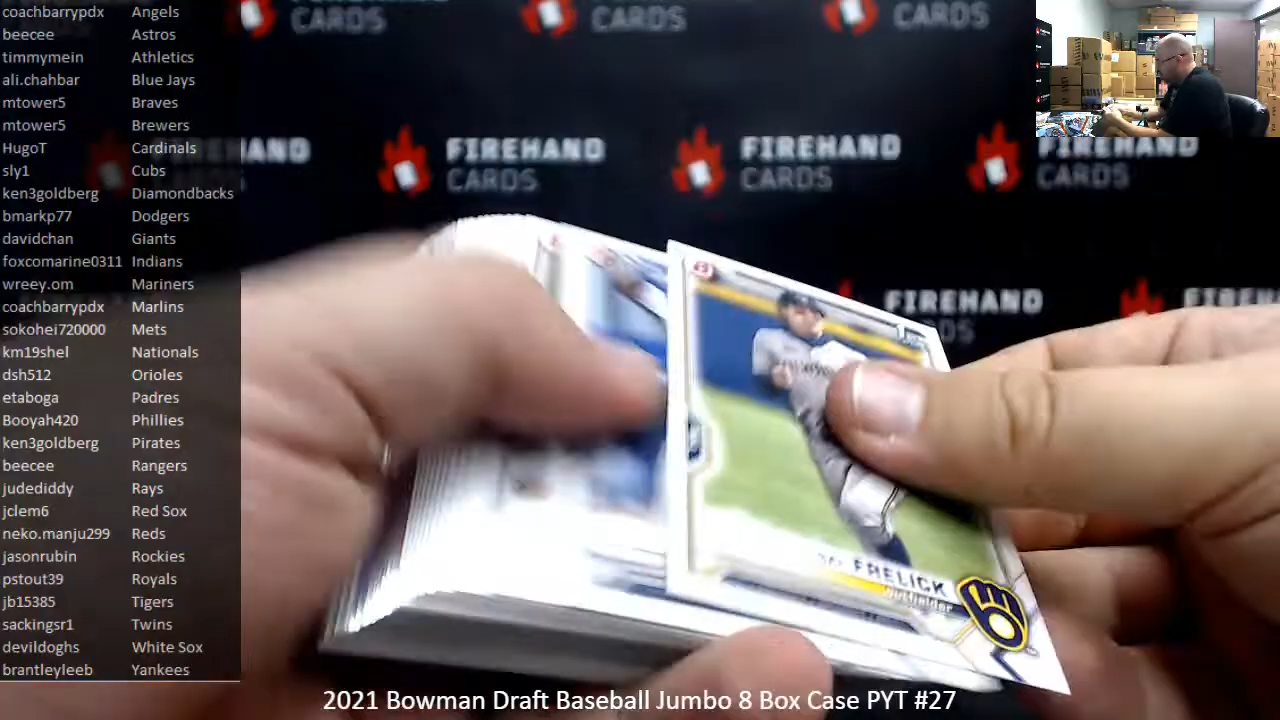 coachbarrypdx Angels
beecee Astros
timmymein Athletics
ali.chahbar Blue Jays
mtower5 Braves
mtower5 Brewers
HugoT Cardinals
sly1 Cubs
ken3goldberg Diamondbacks
bmarkp77 Dodgers
davidchan Giants
foxcomarine0311 Indians
wreey.om Mariners
coachbarrypdx Marlins
sokohei720000 Mets
km19shel Nationals
dsh512 Orioles
etaboga Padres
Booyah420 Phillies
ken3goldberg Pirates
beecee Rangers
judediddy Rays
jclem6 Red Sox
neko.manju299 Reds
jasonrubin Rockies
pstout39 Royals
jb15385 Tigers
sackingsr1 Twins
devildoghs White Sox
brantleyleeb Yankees
CARDS
CARDS
CARDS
FIREHAND
CARDS
FIREHAND
CARDS
FIREHAND
CARDS
FIREHAND
FRELICK
Outfielder
2021 Bowman Draft Baseball Jumbo 8 Box Case PYT #27